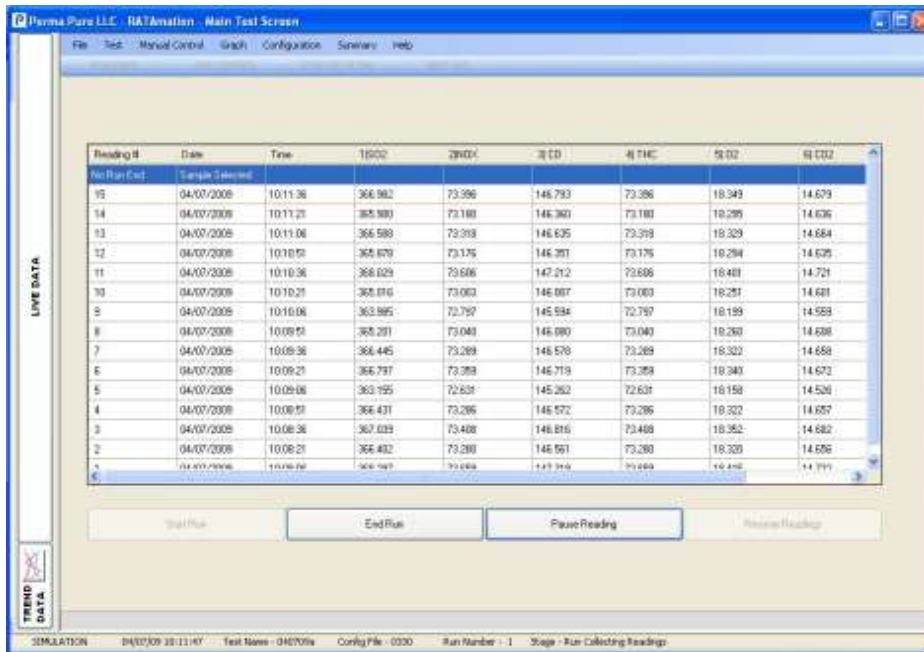 Perma Pure LLC - RATAmation - Main Test Screen
File Test Manual Control Graph Configuration Summary Help
LIVE DATA
Reading # Date Time 1)SO2 2)NOX 3) CO 4) THC 5) O2 6) CO2
No Run End Sample Selected
15 04/07/2009 10:11:36 366.982 73.396 146.793 73.396 18.349 14.679
14 04/07/2009 10:11:21 73.180 146.360 73.180 18.295 14.636
13 04/07/2009 10:11:06 366.588 73.318 146.635 73.318 18.329 14.664
12 04/07/2009 10:10:51 365.878 73.176 146.351 73.176 18.294 14.635
11 04/07/2009 10:10:36 368.029 73.606 147.212 73.606 18.401 14.721
10 04/07/2009 10:10:21 365.016 73.003 73.003 18.251
9 04/07/2009 10:10:06 363.985 72.797 145.594 72.797 18.199 14.559
8 04/07/2009 10:09:51 365.201 73.040 146.080 73.040 18.260 14.608
7 04/07/2009 10:09:36 366.445 73.289 146.578 73.289 18.322 14.658
6 04/07/2009 10:09:21 366.797 73.359 146.719 73.359 18.340 14.672
5 04/07/2009 10:09:06 363.155 72.631 145.262 72.631 18.158 14.526
4 04/07/2009 10:08:51 366.431 73.286 146.572 73.286 18.322 14.657
3 04/07/2009 10:08:36 367.039 73.408 146.816 73.408 18.352 14.682
2 04/07/2009 10:08:21 366.402 73.280 146.561 73.280 18.320 14.656
Start Run End Run Pause Reading Resume Readings
TREND DATA
SIMULATION 04/07/09 10:11:47 Test Name - 040709a Config File - 0330 Run Number - 1 Stage - Run Collecting Readings